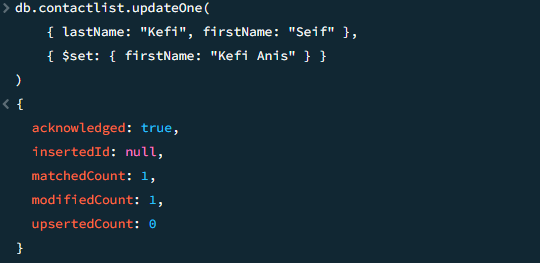 > db.contactlist.updateOne(
    { lastName: "Kefi", firstName: "Seif" },
    { $set: { firstName: "Kefi Anis" } }
)
< {
  acknowledged: true,
  insertedId: null,
  matchedCount: 1,
  modifiedCount: 1,
  upsertedCount: 0
}